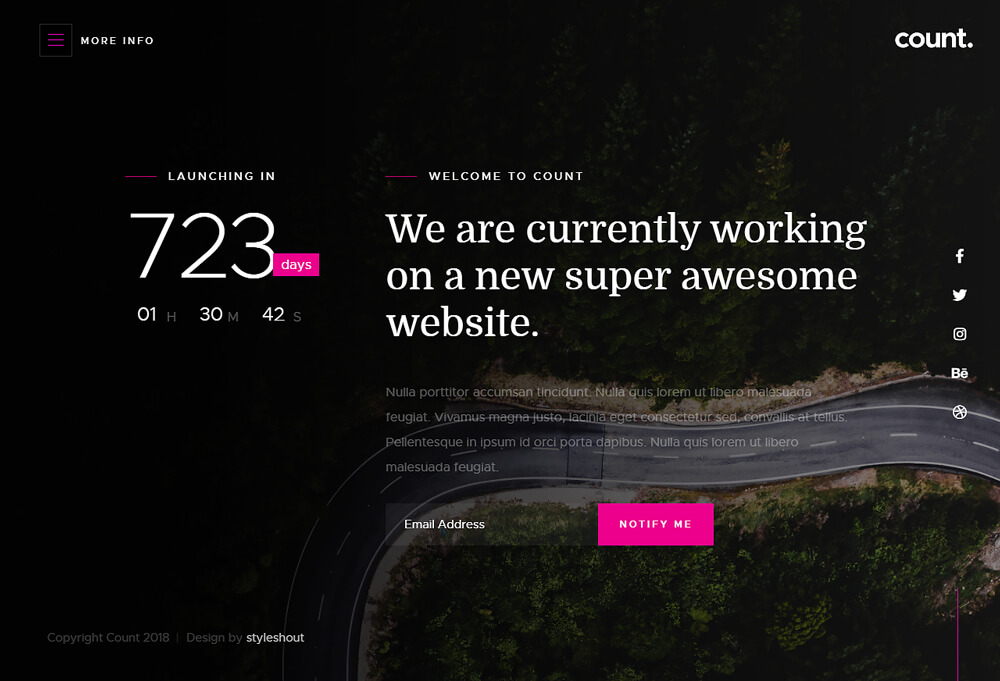 MORE INFO
count.
LAUNCHING IN
723
days
01 H 30 M 42 S
WELCOME TO COUNT
We are currently working
on a new super awesome
website.
Nulla porttitor accumsan tincidunt. Nulla quis lorem ut libero malesuada
feugiat. Vivamus magna justo, lacinia eget consectetur sed, convallis at tellus.
Pellentesque in ipsum id orci porta dapibus. Nulla quis lorem ut libero
malesuada feugiat.
Email Address
NOTIFY ME
Bē
Copyright Count 2018 | Design by styleshout